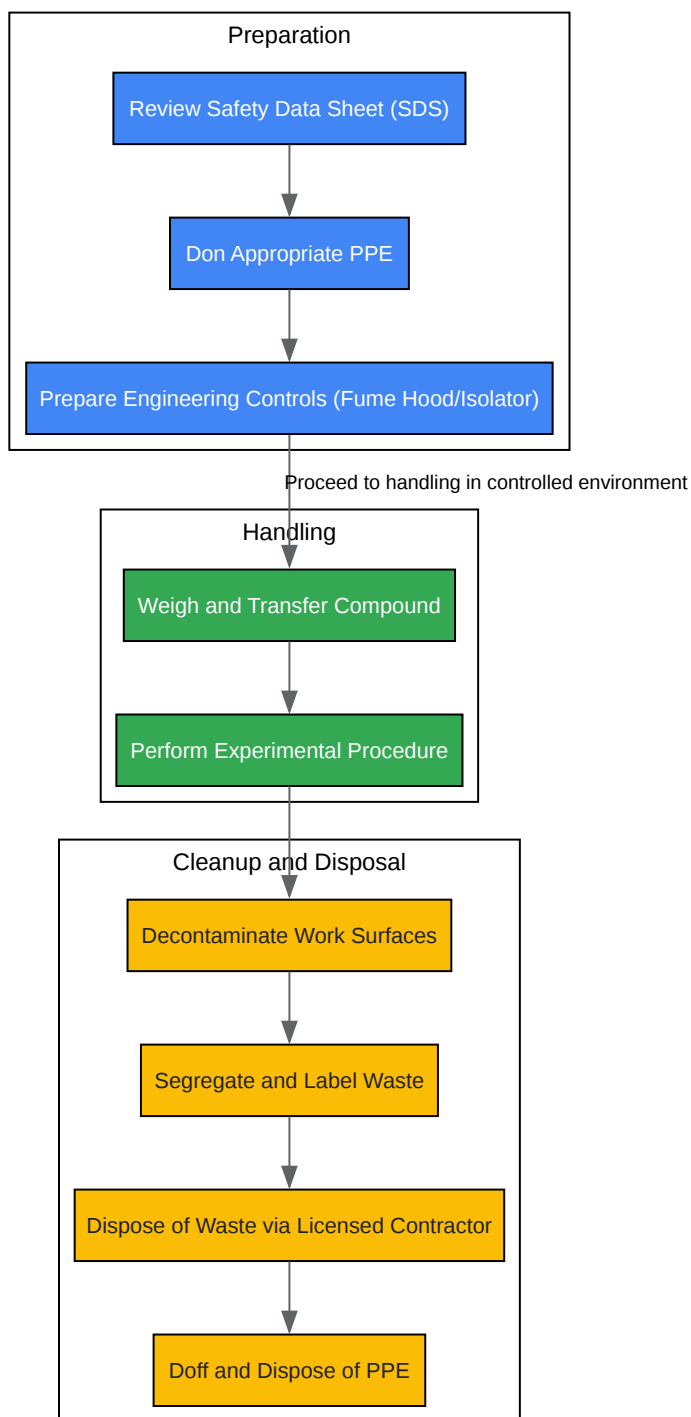 Preparation
Review Safety Data Sheet (SDS)
Don Appropriate PPE
Prepare Engineering Controls (Fume Hood/Isolator)
Proceed to handling in controlled environment
Handling
Weigh and Transfer Compound
Perform Experimental Procedure
Cleanup and Disposal
Decontaminate Work Surfaces
Segregate and Label Waste
Dispose of Waste via Licensed Contractor
Doff and Dispose of PPE